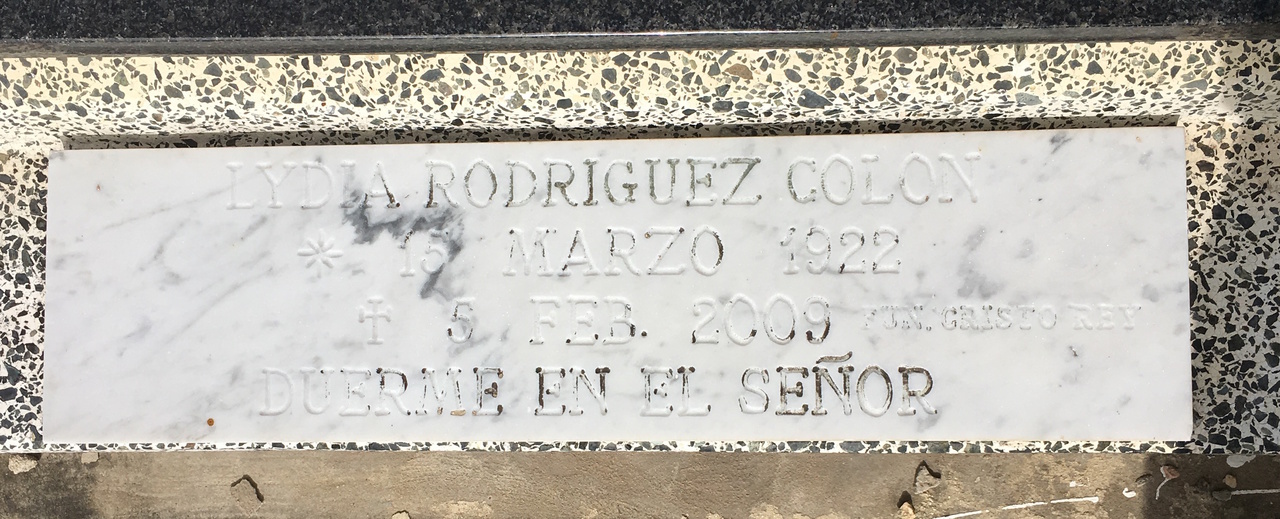 LYDIA RODRIGUEZ COLON
* 15 MARZO 1922
✝ 5 FEB. 2009 FUN. CRISTO REY
DUERME EN EL SEÑOR